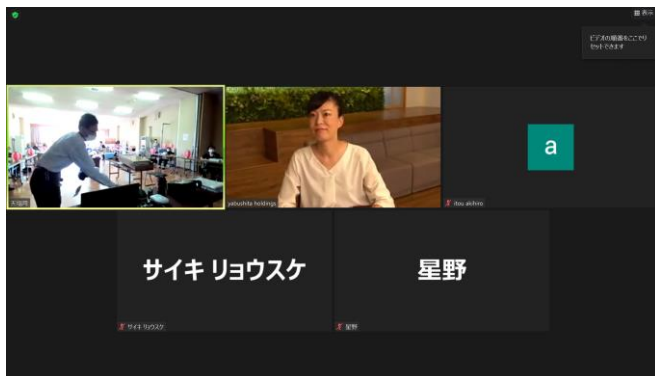 表示
ビデオの順番をここでリ
セットできます
yabushita holdings
a
itou akihiro
サイキ リョウスケ
星野
サイキ リョウスケ
星野